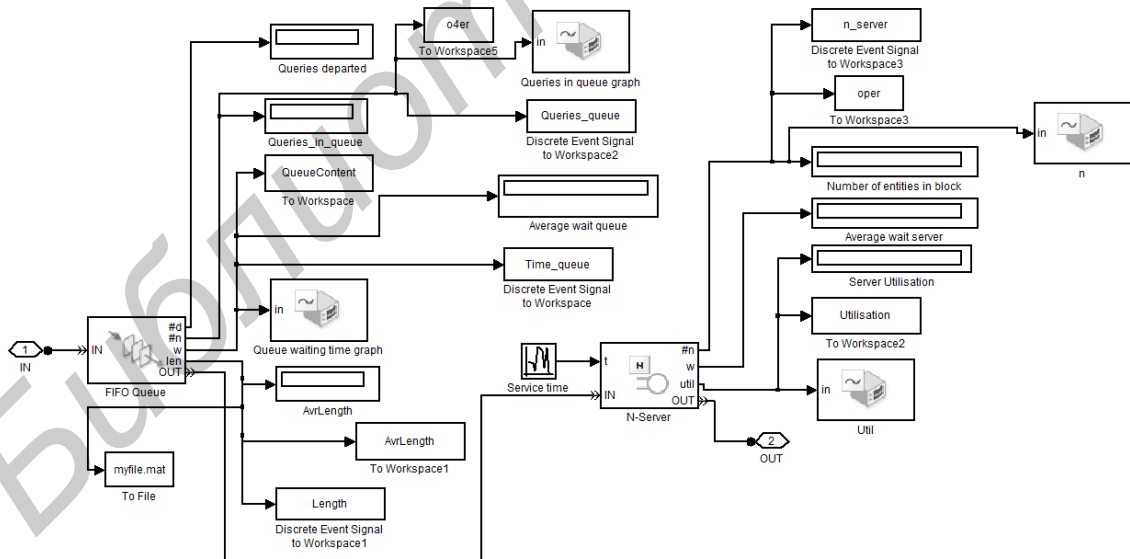 o4er
To Workspace5
in
Queries in queue graph
Queries departed
Queries_in_queue
Queries_queue
Discrete Event Signal
to Workspace2
QueueContent
To Workspace
Average wait queue
Time_queue
Discrete Event Signal
to Workspace
in
Queue waiting time graph
1
IN
IN
#d
#n
w
len
OUT
FIFO Queue
AvrLength
AvrLength
To Workspace1
myfile.mat
To File
Length
Discrete Event Signal
to Workspace1
n_server
Discrete Event Signal
to Workspace3
oper
To Workspace3
in
n
Number of entities in block
Average wait server
Server Utilisation
Utilisation
To Workspace2
in
Util
Service time
t
IN
N
#n
w
util
OUT
N-Server
2
OUT
Библиот